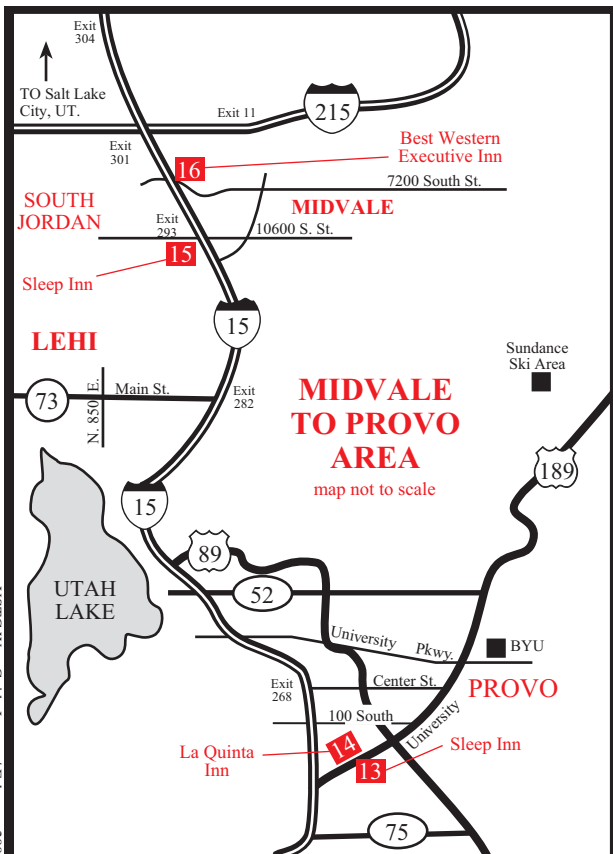 Exit
304
TO Salt Lake
City, UT.
Exit 11
215
Exit
301
Best Western
Executive Inn
16
7200 South St.
SOUTH
JORDAN
MIDVALE
Exit
293
10600 S. St.
15
Sleep Inn
15
LEHI
Sundance
Ski Area
73
N. 850 E.
Main St.
Exit
282
MIDVALE
TO PROVO
AREA
map not to scale
189
15
89
UTAH
LAKE
52
University Pkwy.
BYU
Exit
268
Center St.
PROVO
100 South
University
La Quinta
Inn
14
13
Sleep Inn
75